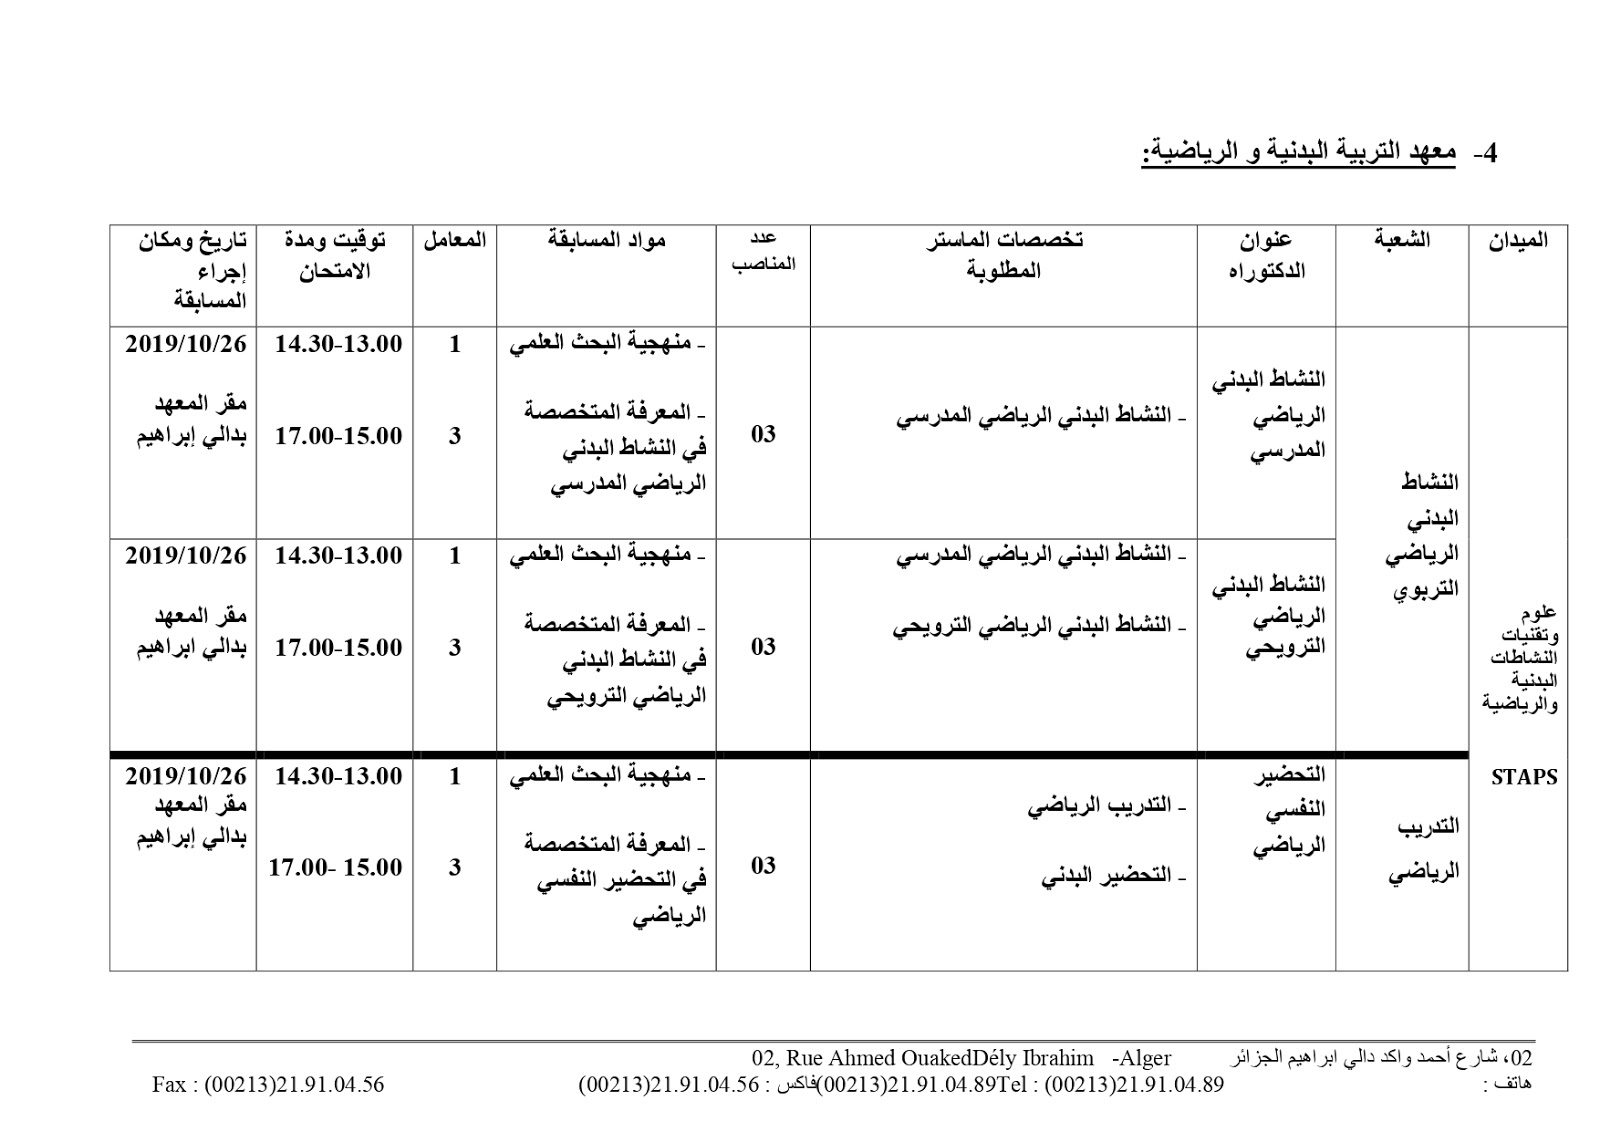 4- معهد التربية البدنية و الرياضية:
الميدان
الشعبة
عنوان
الدكتوراه
تخصصات الماستر
المطلوبة
عدد
المناصب
مواد المسابقة
المعامل
توقيت ومدة
الامتحان
تاريخ ومكان
إجراء
المسابقة
علوم
وتقنيات
النشاطات
البدنية
والرياضية
STAPS
النشاط
البدني
الرياضي
التربوي
النشاط البدني
الرياضي
المدرسي
- النشاط البدني الرياضي المدرسي
03
- منهجية البحث العلمي
- المعرفة المتخصصة
في النشاط البدني
الرياضي المدرسي
1
3
14.30-13.00
17.00-15.00
2019/10/26
مقر المعهد
بدالي إبراهيم
النشاط البدني
الرياضي
الترويحي
- النشاط البدني الرياضي المدرسي
- النشاط البدني الرياضي الترويحي
03
- منهجية البحث العلمي
- المعرفة المتخصصة
في النشاط البدني
الرياضي الترويحي
1
3
14.30-13.00
17.00-15.00
2019/10/26
مقر المعهد
بدالي ابراهيم
التدريب
الرياضي
التحضير
النفسي
الرياضي
- التدريب الرياضي
- التحضير البدني
03
- منهجية البحث العلمي
- المعرفة المتخصصة
في التحضير النفسي
الرياضي
1
3
14.30-13.00
17.00- 15.00
2019/10/26
مقر المعهد
بدالي إبراهيم
02، شارع أحمد واكد دالي ابراهيم الجزائر 02, Rue Ahmed OuakedDély Ibrahim -Alger
هاتف : (00213)21.91.04.89Tel : (00213)21.91.04.89 فاكس : (00213)21.91.04.56 Fax : (00213)21.91.04.56